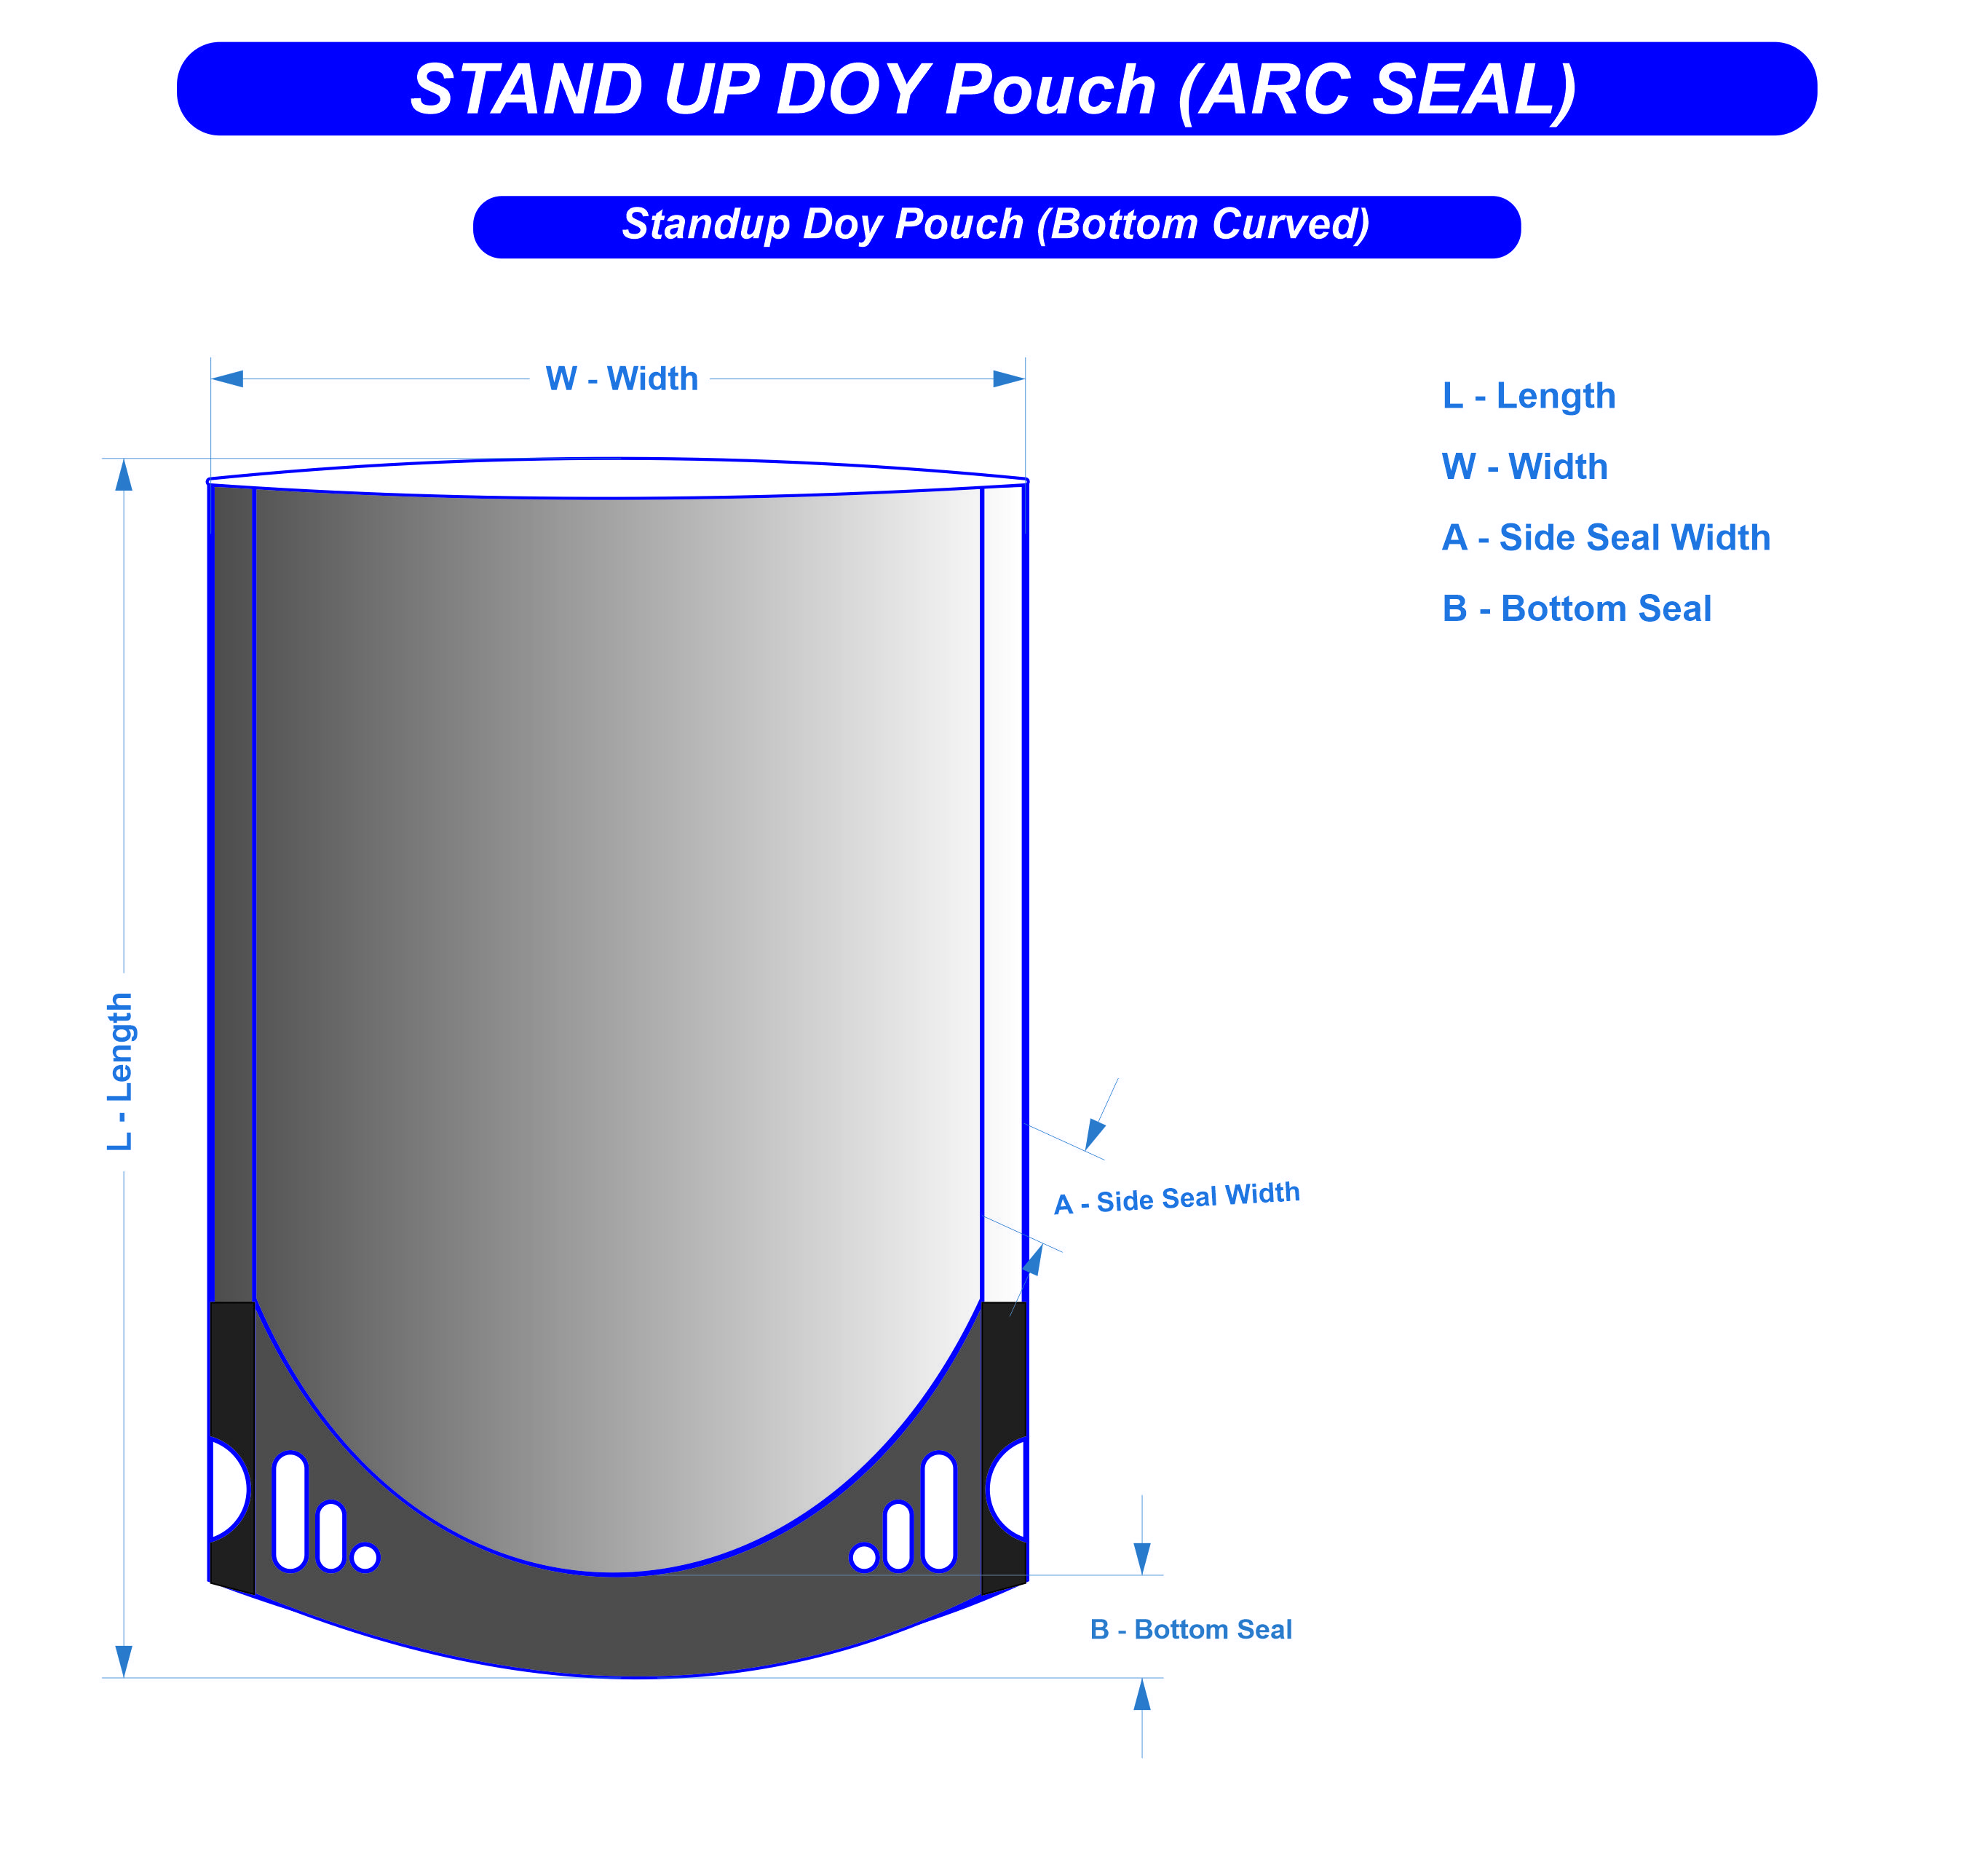 STAND UP DOY Pouch (ARC SEAL)
Standup Doy Pouch (Bottom Curved)
W - Width
L - Length
W - Width
A - Side Seal Width
B - Bottom Seal
L - Length
A - Side Seal Width
B - Bottom Seal